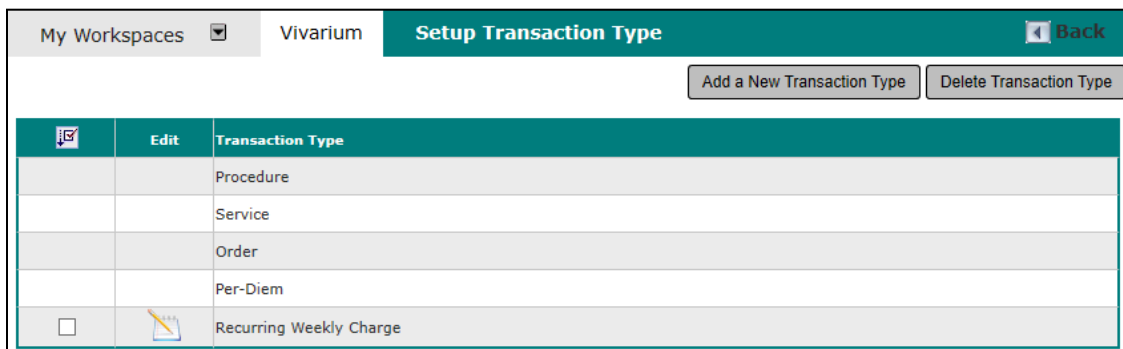 My Workspaces Vivarium Setup Transaction Type Back
Add a New Transaction Type Delete Transaction Type
Edit Transaction Type
Procedure
Service
Order
Per-Diem
Recurring Weekly Charge